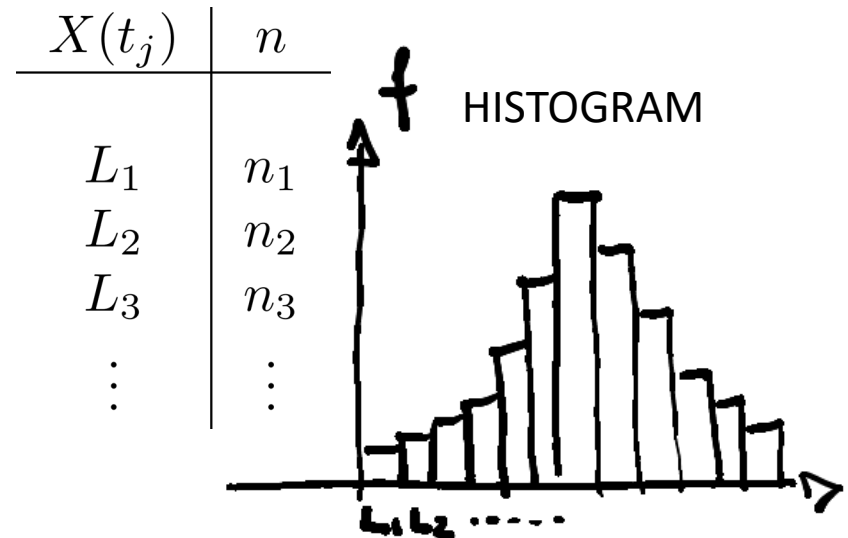 X(t_j) n
L_1 n_1
L_2 n_2
L_3 n_3
⋮ ⋮
f
HISTOGRAM
L_1 L_2 ......